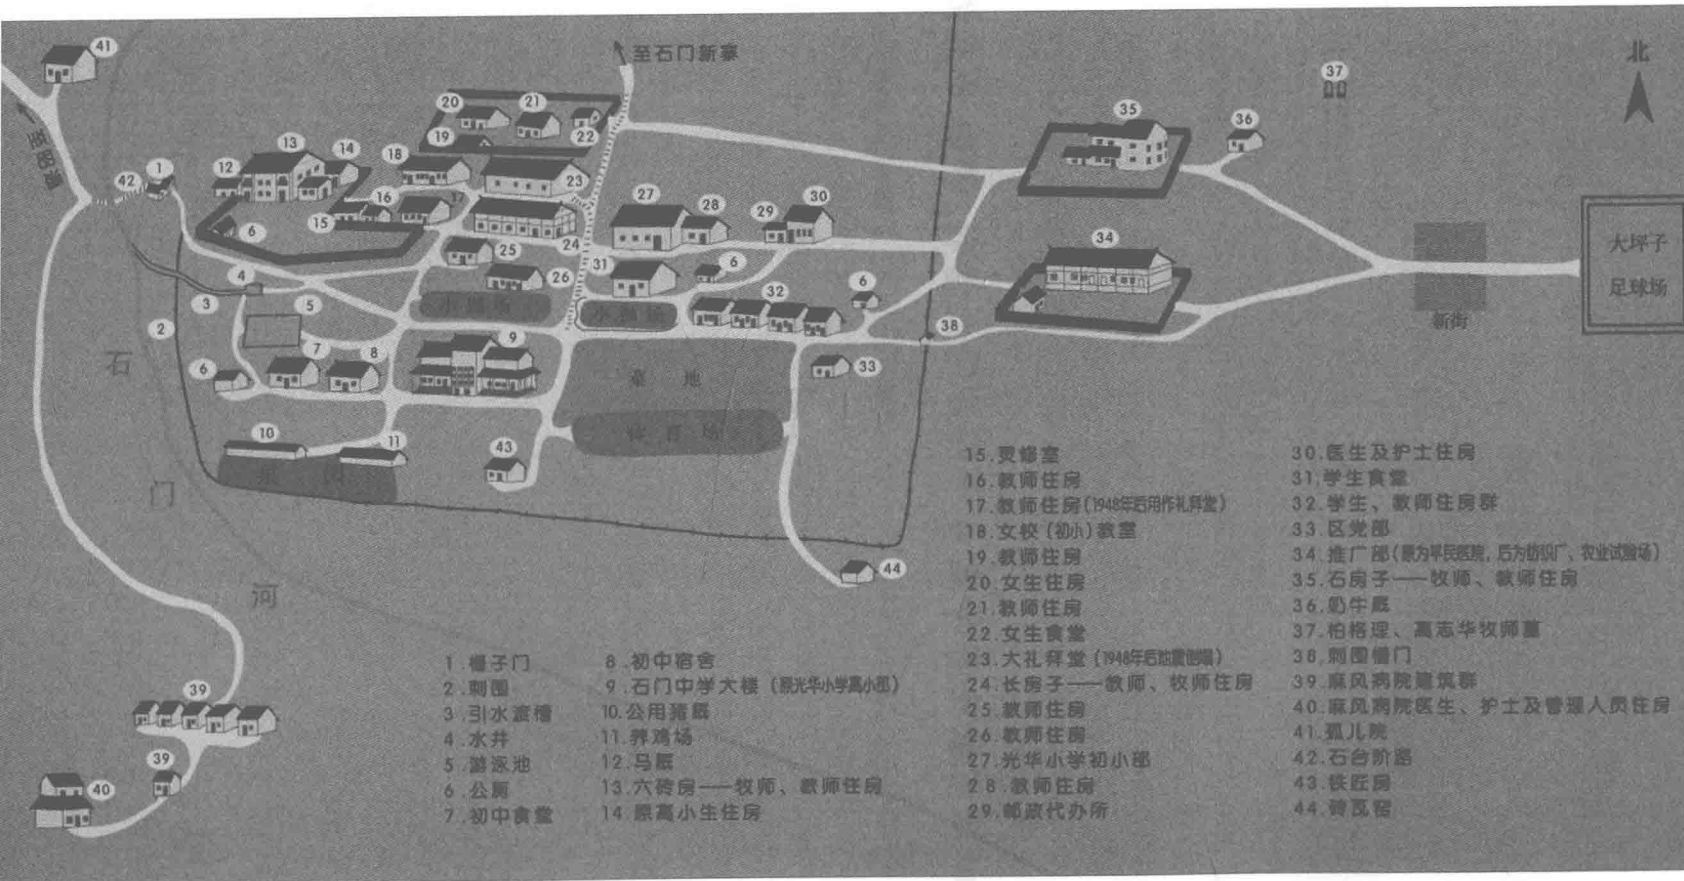 至石门新寨
北
至昭通
大坪子
足球场
新街
小操场
小操场
墓地
体育场
果园
石
门
河
1.栅子门
2.刺围
3.引水渡槽
4.水井
5.游泳池
6.公厕
7.初中食堂
8.初中宿舍
9.石门中学大楼(原光华小学高小部)
10.公用猪厩
11.养鸡场
12.马厩
13.六砖房——牧师、教师住房
14 原高小生住房
15.灵修室
16.教师住房
17.教师住房(1948年后用作礼拜堂)
18.女校(初小)教室
19.教师住房
20.女生住房
21.教师住房
22.女生食堂
23.大礼拜堂(1948年后地震倒塌)
24.长房子——教师、牧师住房
25.教师住房
26.教师住房
27.光华小学初小部
28.教师住房
29.邮政代办所
30.医生及护士住房
31.学生食堂
32.学生、教师住房群
33.区党部
34.推广部(原为平民医院,后为纺织厂、农业试验场)
35.石房子——牧师、教师住房
36.奶牛厩
37.柏格理、高志华牧师墓
38.刺围栅门
39.麻风病院建筑群
40.麻风病院医生、护士及管理人员住房
41.孤儿院
42.石台阶路
43.铁匠房
44.砖瓦窑